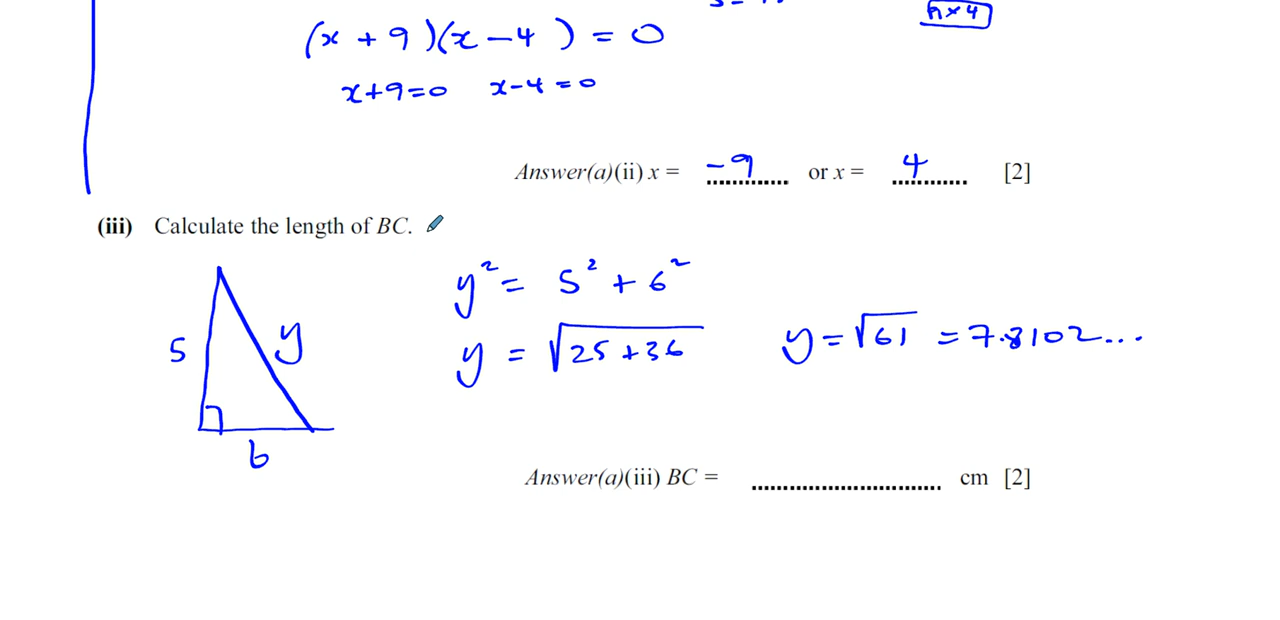 n×4
(x + 9)(x - 4) = 0
x+9=0 x-4=0
Answer(a)(ii) x = -9 or x = 4 [2]
(iii) Calculate the length of BC.
y² = 5² + 6²
5 y y = √25+36 y = √61 = 7.8102...
6
Answer(a)(iii) BC = ............................. cm [2]